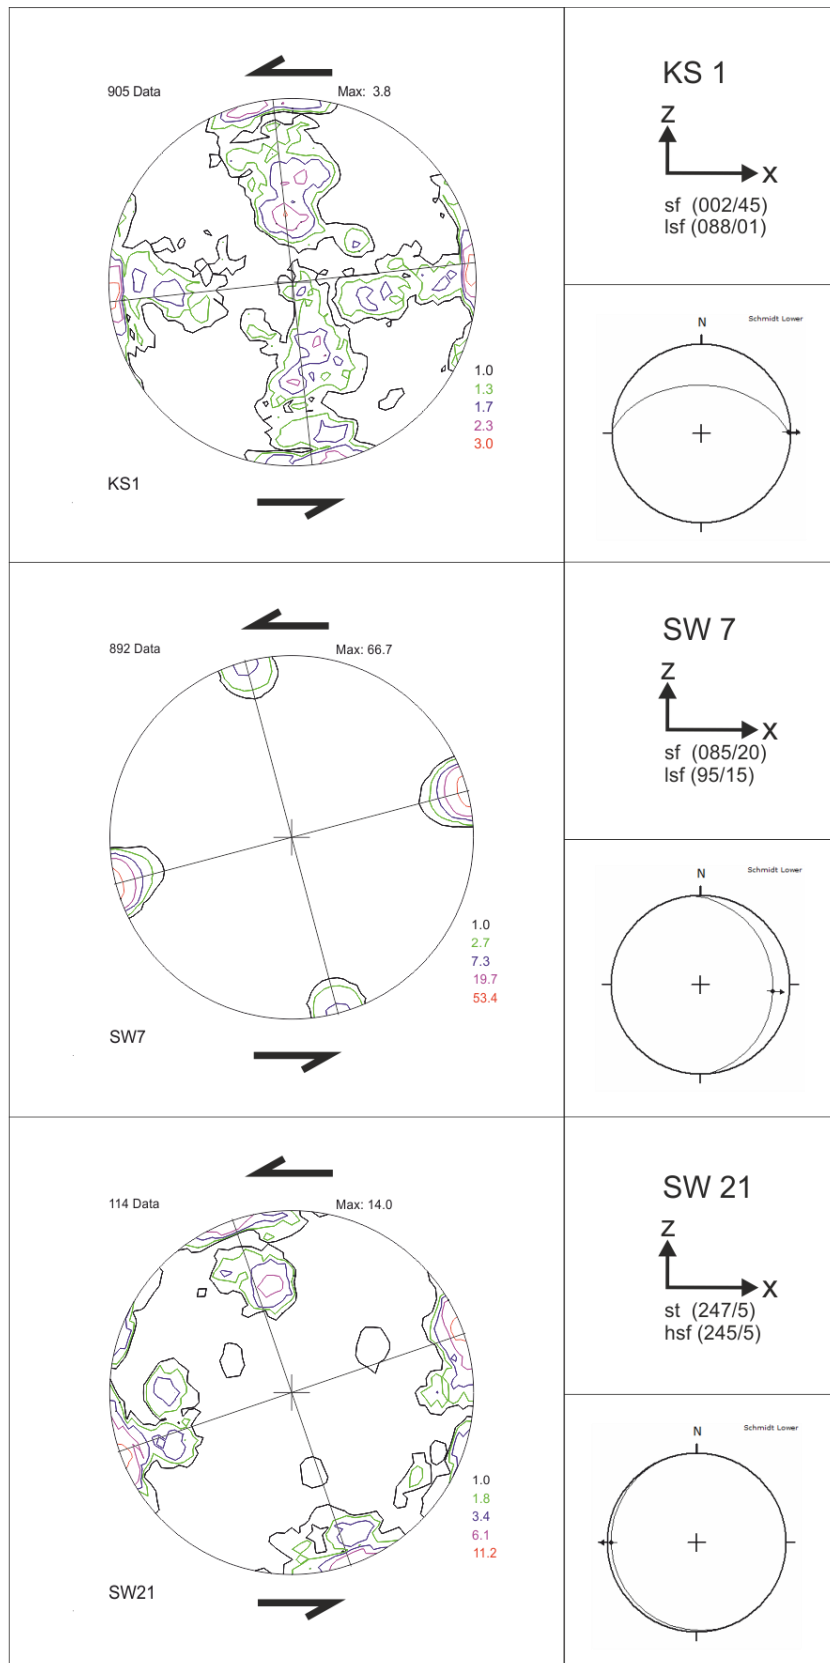 905 Data Max: 3.8
1.0
1.3
1.7
2.3
3.0
KS1
KS 1
Z
X
sf (002/45)
lsf (088/01)
N Schmidt Lower
892 Data Max: 66.7
1.0
2.7
7.3
19.7
53.4
SW7
SW 7
Z
X
sf (085/20)
lsf (95/15)
N Schmidt Lower
114 Data Max: 14.0
1.0
1.8
3.4
6.1
11.2
SW21
SW 21
Z
X
st (247/5)
hsf (245/5)
N Schmidt Lower